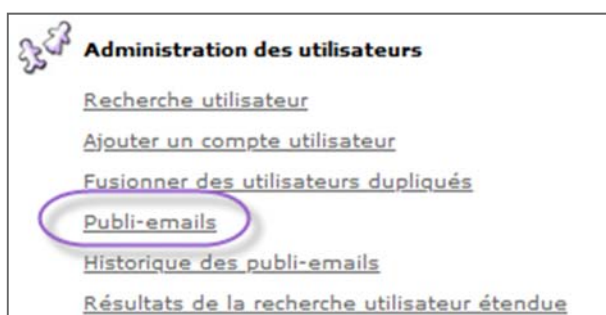 Administration des utilisateurs
Recherche utilisateur
Ajouter un compte utilisateur
Fusionner des utilisateurs dupliqués
Publi-emails
Historique des publi-emails
Résultats de la recherche utilisateur étendue